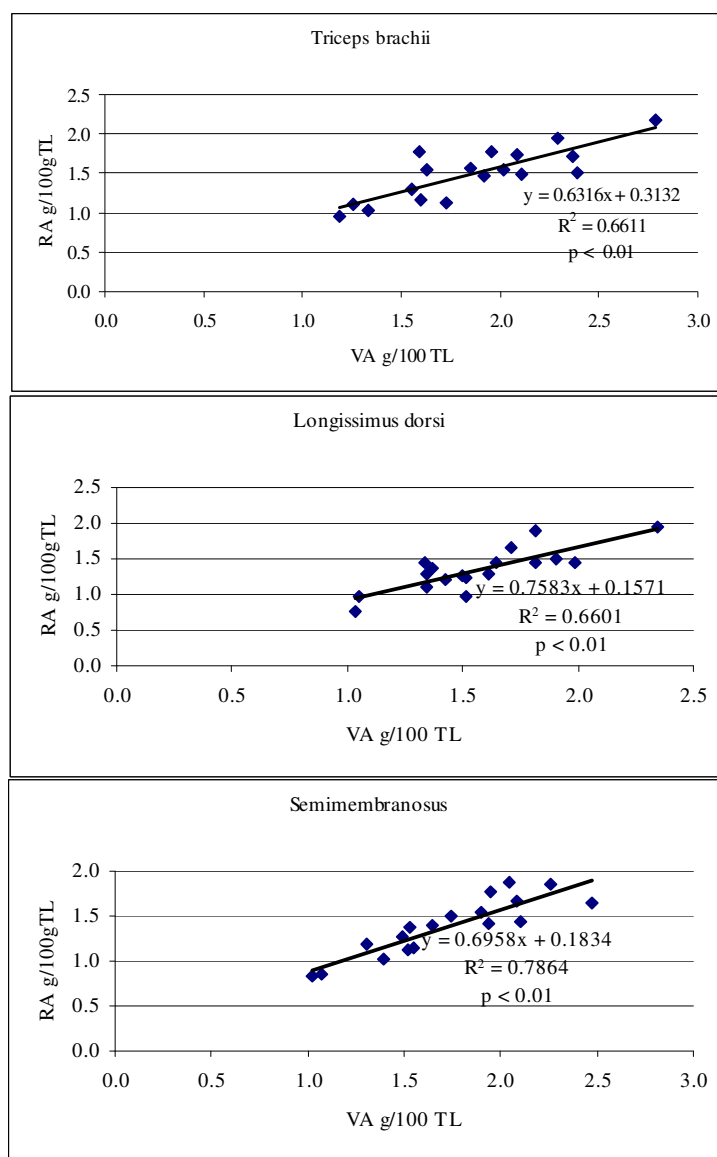 Triceps brachii
2.5
2.0
1.5
1.0
0.5
0.0
RA g/100gTL
y = 0.6316x + 0.3132
R² = 0.6611
p < 0.01
0.0 0.5 1.0 1.5 2.0 2.5 3.0
VA g/100 TL
Longissimus dorsi
2.5
2.0
1.5
1.0
0.5
0.0
RA g/100gTL
y = 0.7583x + 0.1571
R² = 0.6601
p < 0.01
0.0 0.5 1.0 1.5 2.0 2.5
VA g/100 TL
Semimembranosus
2.0
1.5
1.0
0.5
0.0
RA g/100gTL
y = 0.6958x + 0.1834
R² = 0.7864
p < 0.01
0.0 0.5 1.0 1.5 2.0 2.5 3.0
VA g/100 TL